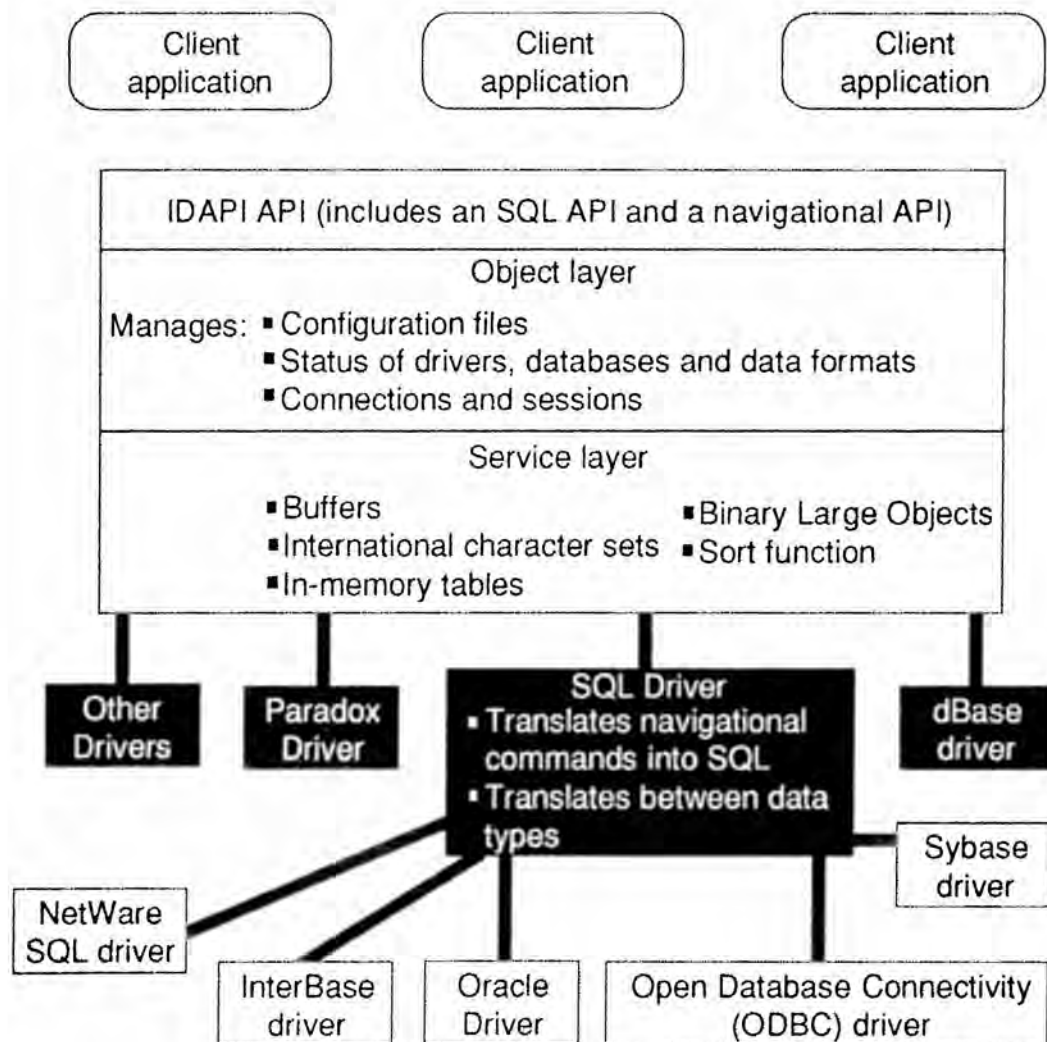 Client
application
Client
application
Client
application
IDAPI API (includes an SQL API and a navigational API)
Object layer
Manages: ▪ Configuration files
▪ Status of drivers, databases and data formats
▪ Connections and sessions
Service layer
▪ Buffers
▪ International character sets
▪ In-memory tables
▪ Binary Large Objects
▪ Sort function
Other
Drivers
Paradox
Driver
SQL Driver
▪ Translates navigational
commands into SQL
▪ Translates between data
types
dBase
driver
Sybase
driver
NetWare
SQL driver
InterBase
driver
Oracle
Driver
Open Database Connectivity
(ODBC) driver